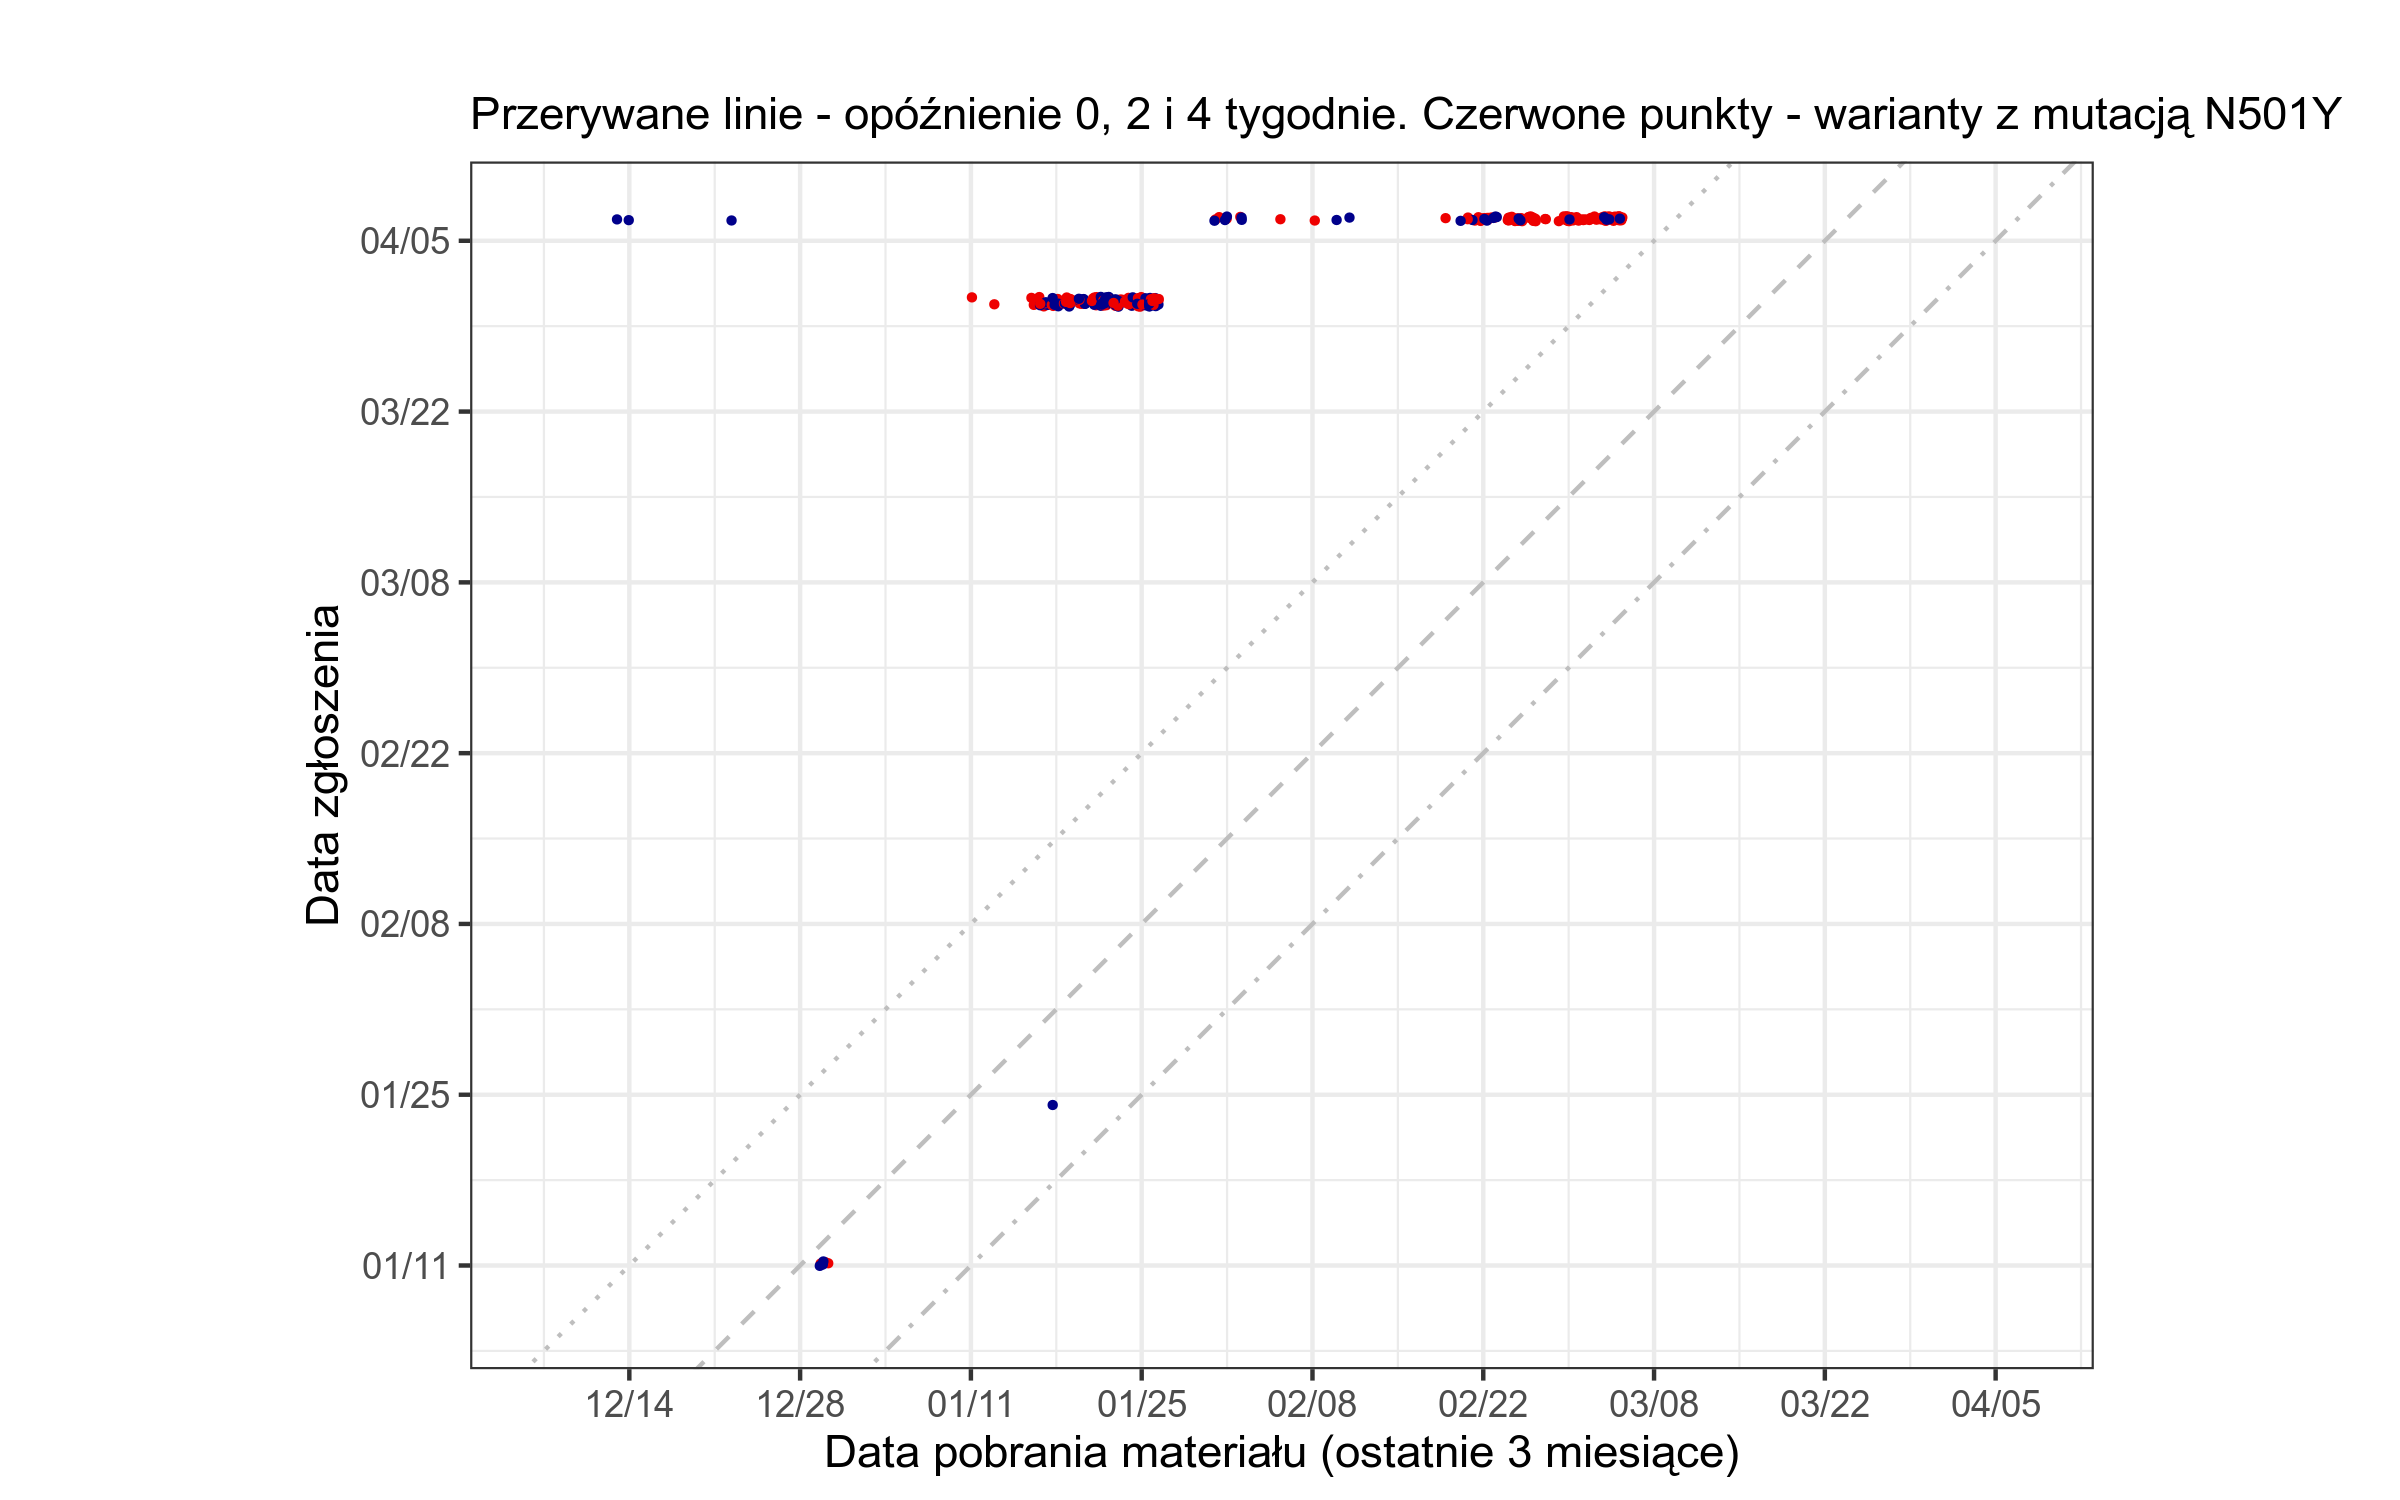 Przerywane linie - opóźnienie 0, 2 i 4 tygodnie. Czerwone punkty - warianty z mutacją N501Y
Data zgłoszenia
04/05
03/22
03/08
02/22
02/08
01/25
01/11
12/14 12/28 01/11 01/25 02/08 02/22 03/08 03/22 04/05
Data pobrania materiału (ostatnie 3 miesiące)